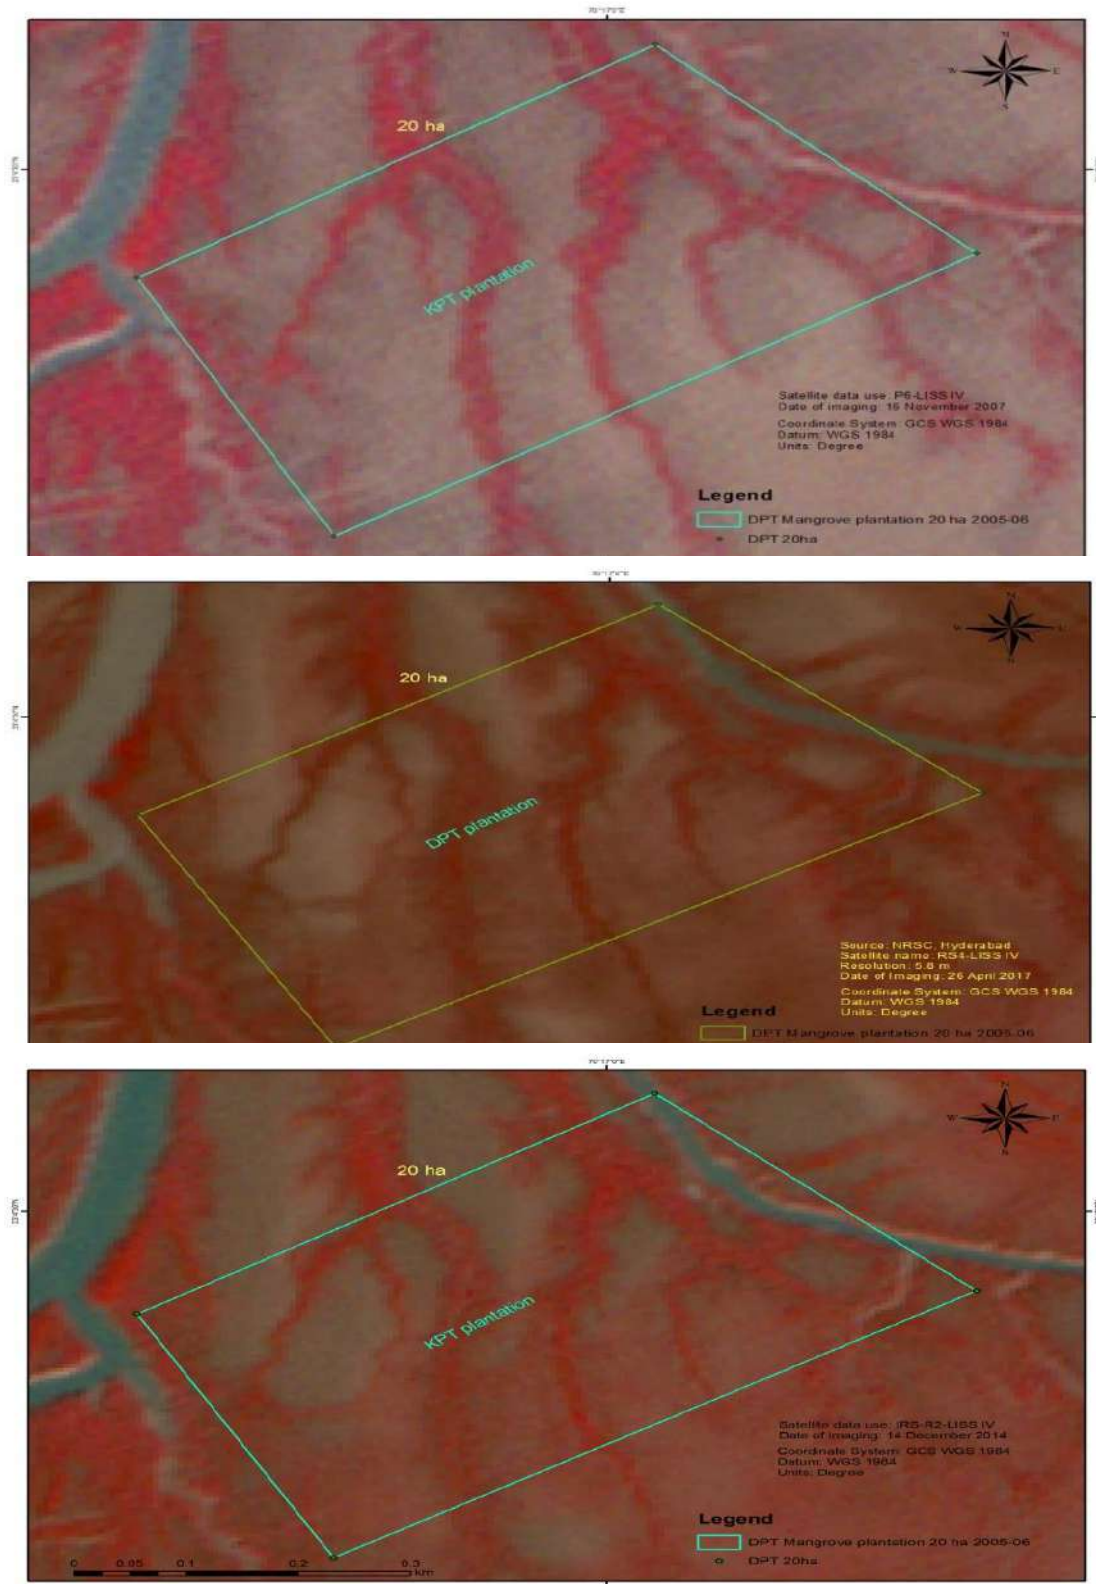 N
W E
S
20 ha
KPT plantation
Satellite data use: P6-LISS IV
Date of imaging: 16 November 2007
Coordinate System: GCS WGS 1984
Datum: WGS 1984
Units: Degree
Legend
DPT Mangrove plantation 20 ha 2005-06
DPT 20ha
20 ha
DPT plantation
Source: NRSC, Hyderabad
Satellite name: RS4-LISS IV
Resolution: 5.8 m
Date of Imaging: 26 April 2017
Coordinate System: GCS WGS 1984
Datum: WGS 1984
Units: Degree
Legend
DPT Mangrove plantation 20 ha 2005-06
N
W
S
20 ha
KPT plantation
Satellite data use: IRS-R2-LISS IV
Date of imaging: 14 December 2014
Coordinate System: GCS WGS 1984
Datum: WGS 1984
Units: Degree
Legend
DPT Mangrove plantation 20 ha 2005-06
DPT 20ha
0 0.05 0.1 0.2 0.3
km